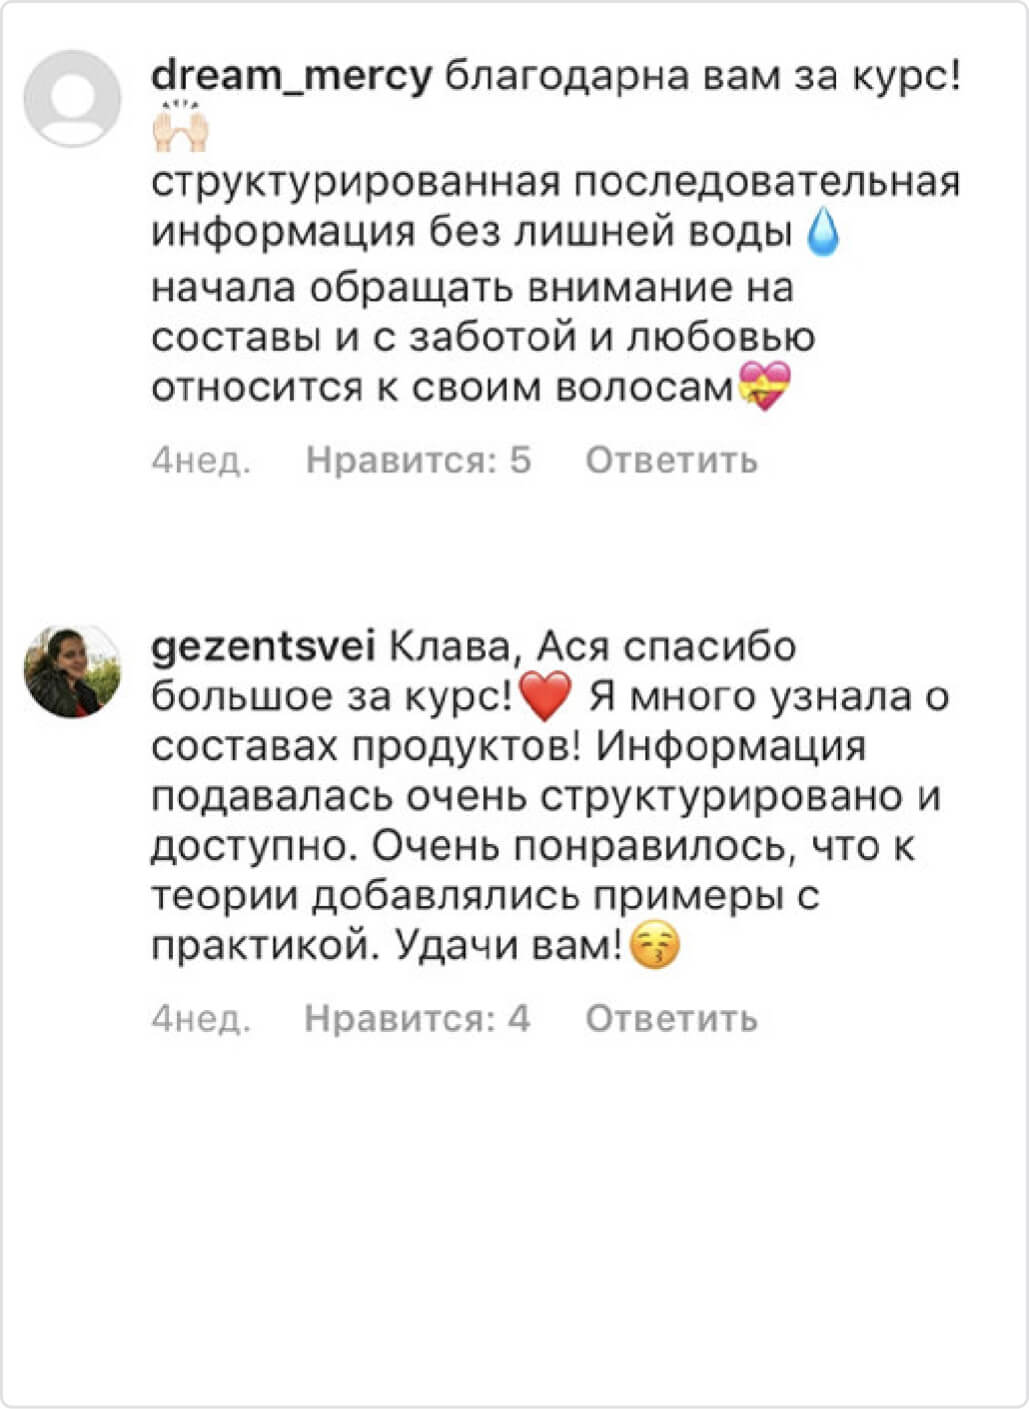 dream_mercy благодарна вам за курс!
🙌🏻
структурированная последовательная
информация без лишней воды💧
начала обращать внимание на
составы и с заботой и любовью
относится к своим волосам💝
4нед. Нравится: 5 Ответить
gezentsvei Клава, Ася спасибо
большое за курс!❤️ Я много узнала о
составах продуктов! Информация
подавалась очень структурировано и
доступно. Очень понравилось, что к
теории добавлялись примеры с
практикой. Удачи вам!😚
4нед. Нравится: 4 Ответить